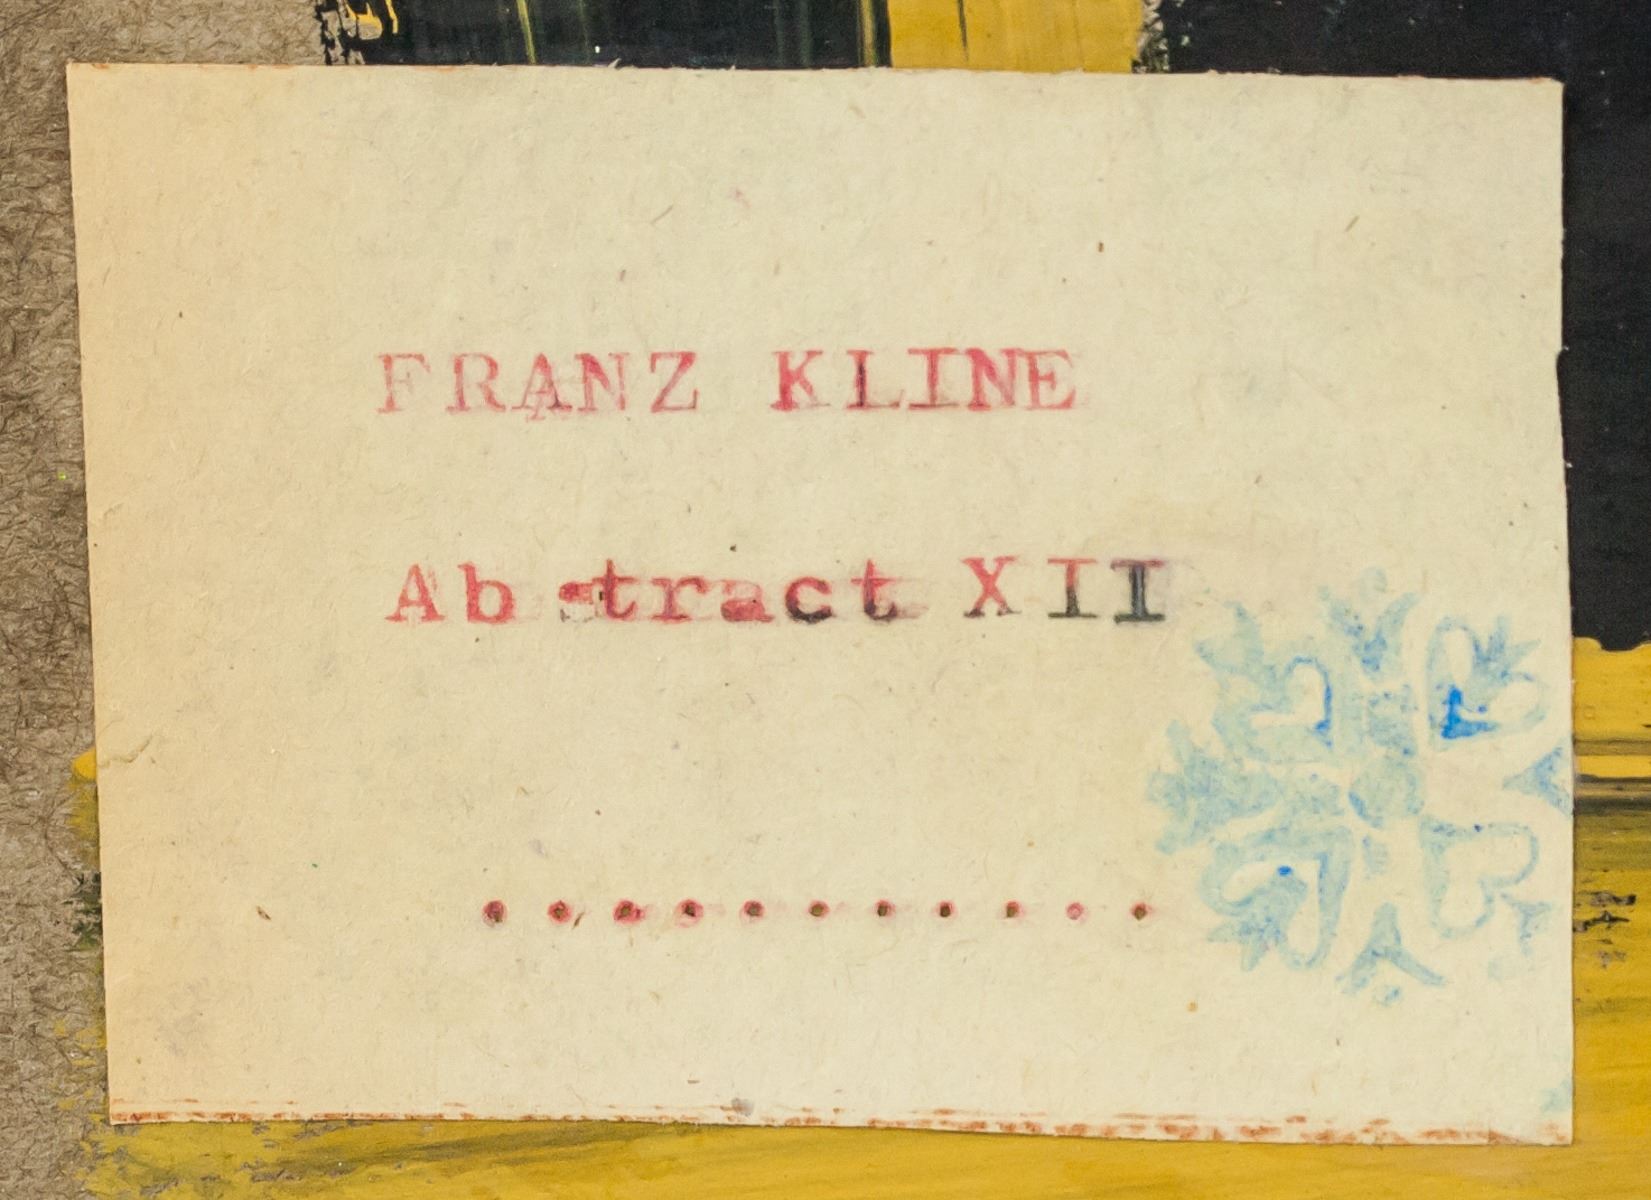 FRANZ KLINE
Abstract XII
...........